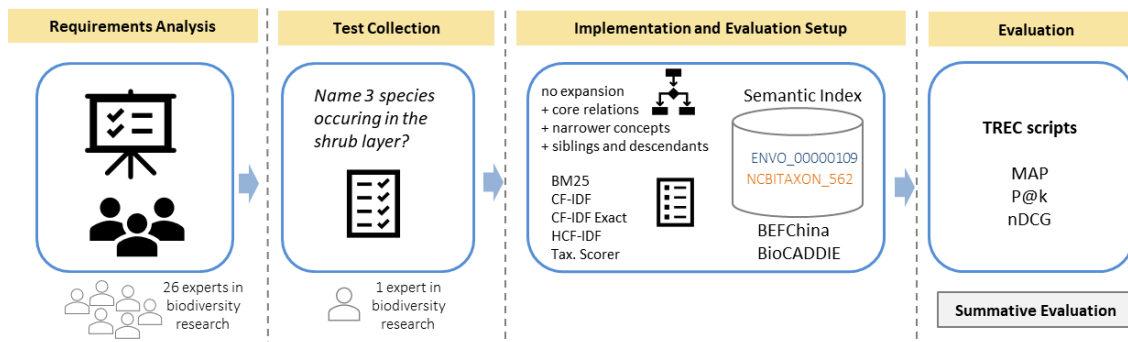 Requirements Analysis
26 experts in
biodiversity
research
Test Collection
Name 3 species
occuring in the
shrub layer?
1 expert in
biodiversity
research
Implementation and Evaluation Setup
no expansion
+ core relations
+ narrower concepts
+ siblings and descendants
BM25
CF-IDF
CF-IDF Exact
HCF-IDF
Tax. Scorer
Semantic Index
ENVO_00000109
NCBITAXON_562
BEFChina
BioCADDIE
Evaluation
TREC scripts
MAP
P@k
nDCG
Summative Evaluation